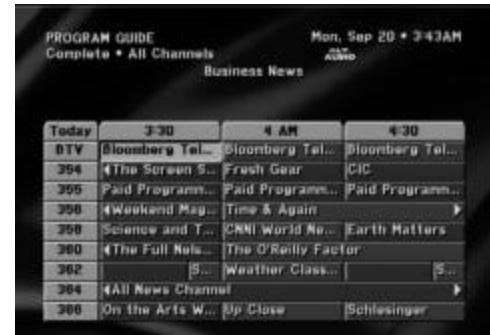 PROGRAM GUIDE Mon, Sep 20 • 3:43AM
Complete • All Channels ALT AUDIO
Business News
Today 3:30 4 AM 4:30
BTV Bloomberg Tel... Bloomberg Tel... Bloomberg Tel...
354 The Screen S... Fresh Gear CIC
355 Paid Programm... Paid Programm... Paid Programm...
356 Weekend Mag... Time & Again
358 Science and T... CNNI World Ne... Earth Matters
360 The Full Nels... The O'Reilly Factor
362 S... Weather Class... S...
364 All News Channel
366 On the Arts W... Up Close Schlesinger